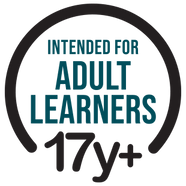 INTENDED FOR
ADULT
LEARNERS
17y+